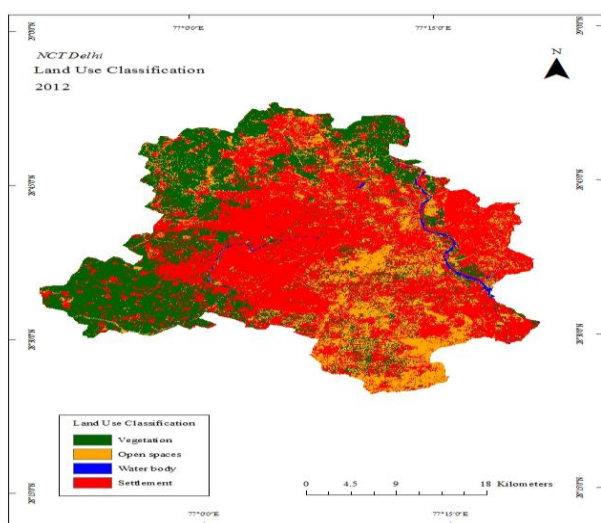 77°0'0"E 77°15'0"E
NCT Delhi
Land Use Classification
2012
N
Land Use Classification
Vegetation
Open spaces
Water body
Settlement
0 4.5 9 18 Kilometers
77°0'0"E 77°15'0"E